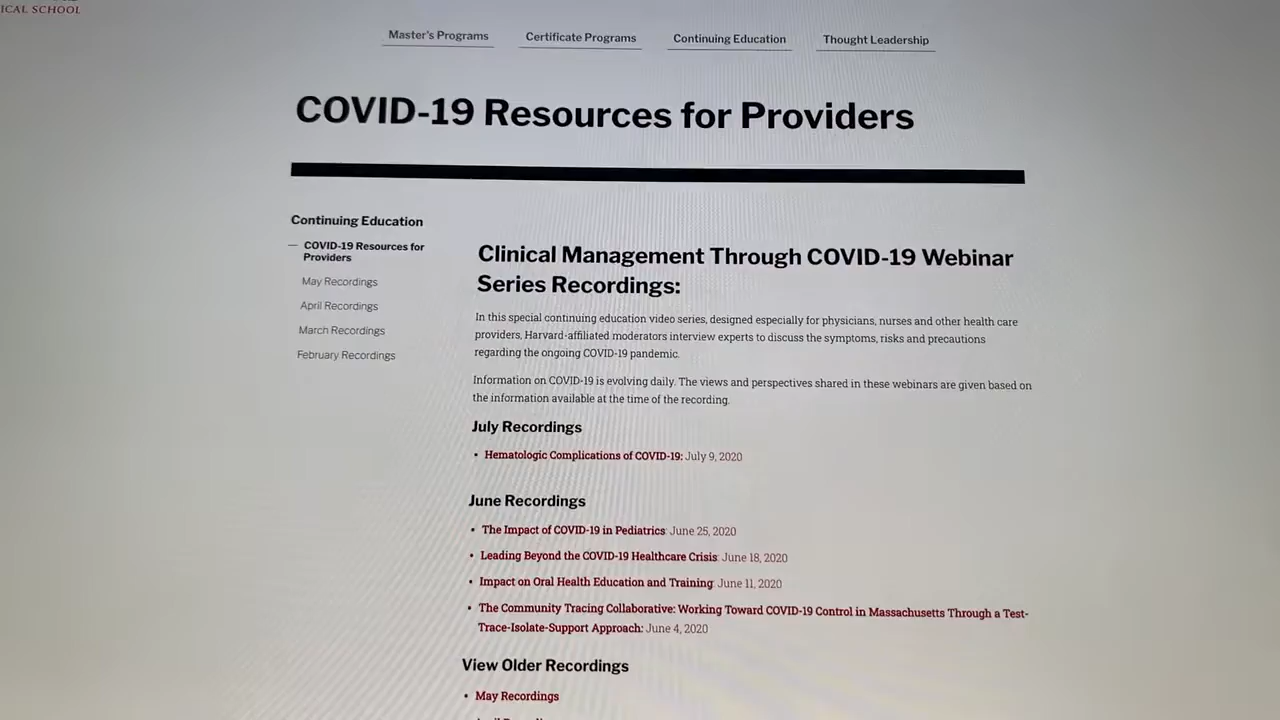 ICAL SCHOOL
Master's Programs
Certificate Programs
Continuing Education
Thought Leadership
COVID-19 Resources for Providers
Continuing Education
COVID-19 Resources for
Providers
May Recordings
April Recordings
March Recordings
February Recordings
Clinical Management Through COVID-19 Webinar
Series Recordings:
In this special continuing education video series, designed especially for physicians, nurses and other health care
providers, Harvard-affiliated moderators interview experts to discuss the symptoms, risks and precautions
regarding the ongoing COVID-19 pandemic.
Information on COVID-19 is evolving daily. The views and perspectives shared in these webinars are given based on
the information available at the time of the recording.
July Recordings
• Hematologic Complications of COVID-19: July 9, 2020
June Recordings
• The Impact of COVID-19 in Pediatrics: June 25, 2020
• Leading Beyond the COVID-19 Healthcare Crisis: June 18, 2020
• Impact on Oral Health Education and Training: June 11, 2020
• The Community Tracing Collaborative: Working Toward COVID-19 Control in Massachusetts Through a Test-
Trace-Isolate-Support Approach: June 4, 2020
View Older Recordings
• May Recordings